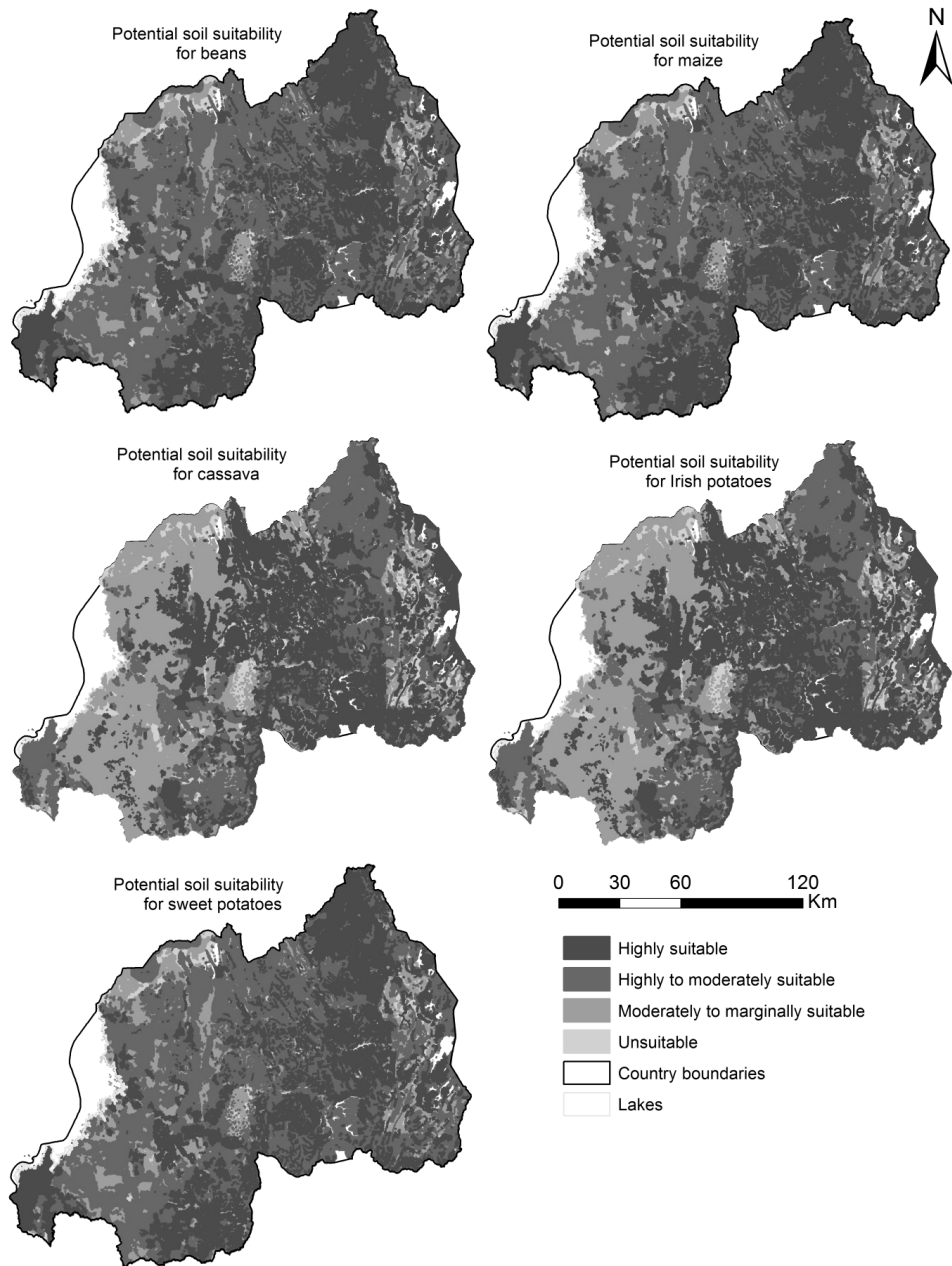 Potential soil suitability
for beans
Potential soil suitability
for maize
N
Potential soil suitability
for cassava
Potential soil suitability
for Irish potatoes
Potential soil suitability
for sweet potatoes
0 30 60 120
Km
Highly suitable
Highly to moderately suitable
Moderately to marginally suitable
Unsuitable
Country boundaries
Lakes